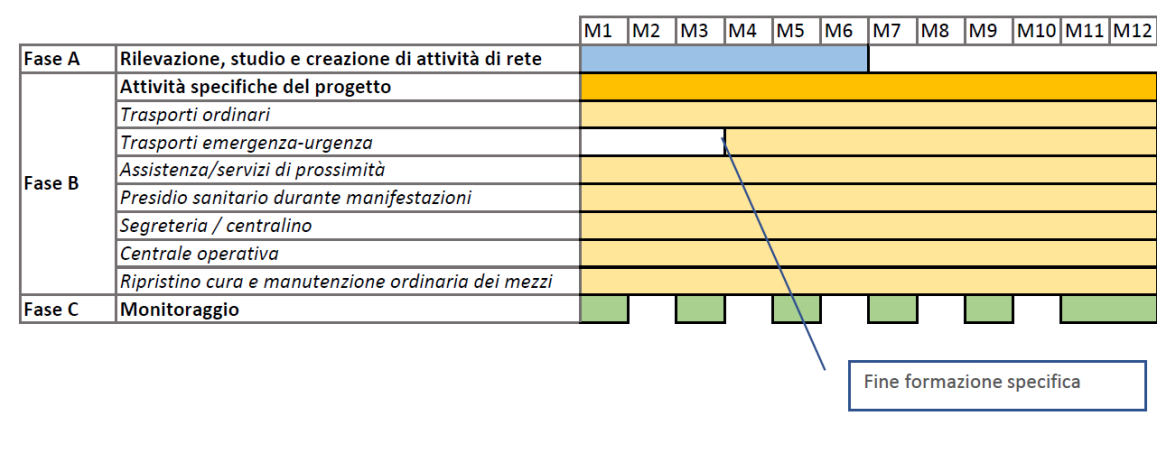 M1 M2 M3 M4 M5 M6 M7 M8 M9 M10 M11 M12
Fase A Rilevazione, studio e creazione di attività di rete
Attività specifiche del progetto
Trasporti ordinari
Trasporti emergenza-urgenza
Assistenza/servizi di prossimità
Fase B
Presidio sanitario durante manifestazioni
Segreteria / centralino
Centrale operativa
Ripristino cura e manutenzione ordinaria dei mezzi
Fase C Monitoraggio
Fine formazione specifica